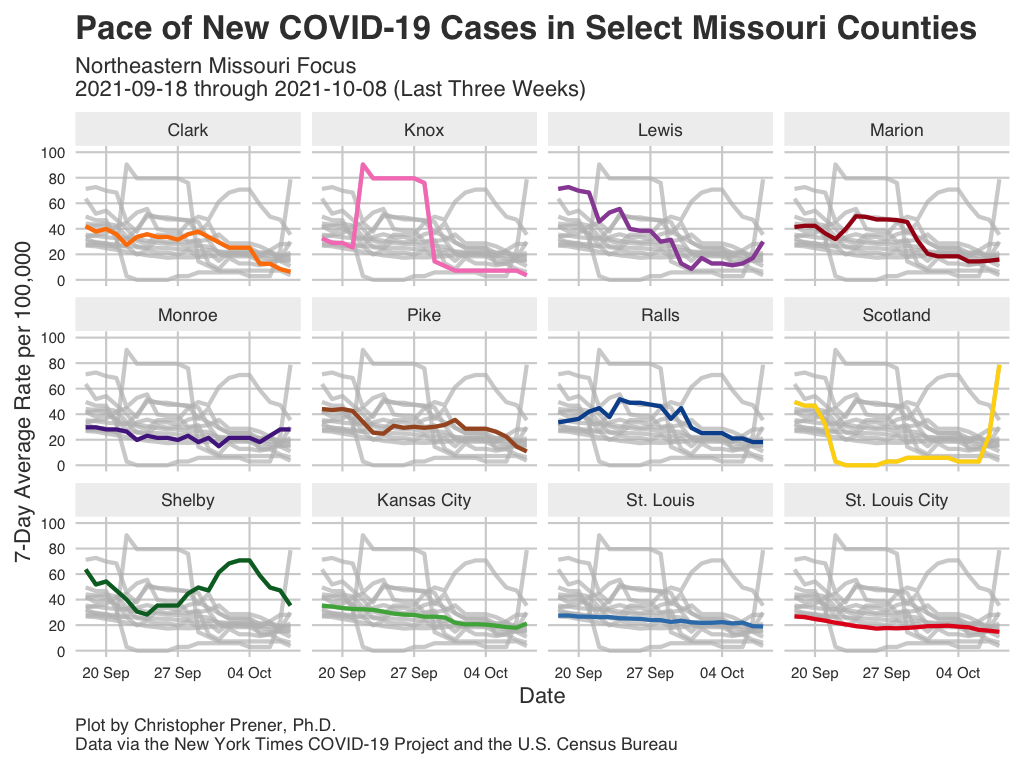 Pace of New COVID-19 Cases in Select Missouri Counties
Northeastern Missouri Focus
2021-09-18 through 2021-10-08 (Last Three Weeks)
Clark
Knox
Lewis
Marion
100
80
60
40
20
0
Monroe
Pike
Ralls
Scotland
100
80
60
40
20
0
Shelby
Kansas City
St. Louis
St. Louis City
100
80
60
40
20
0
7-Day Average Rate per 100,000
20 Sep 27 Sep 04 Oct
20 Sep 27 Sep 04 Oct
20 Sep 27 Sep 04 Oct
20 Sep 27 Sep 04 Oct
Date
Plot by Christopher Prener, Ph.D.
Data via the New York Times COVID-19 Project and the U.S. Census Bureau